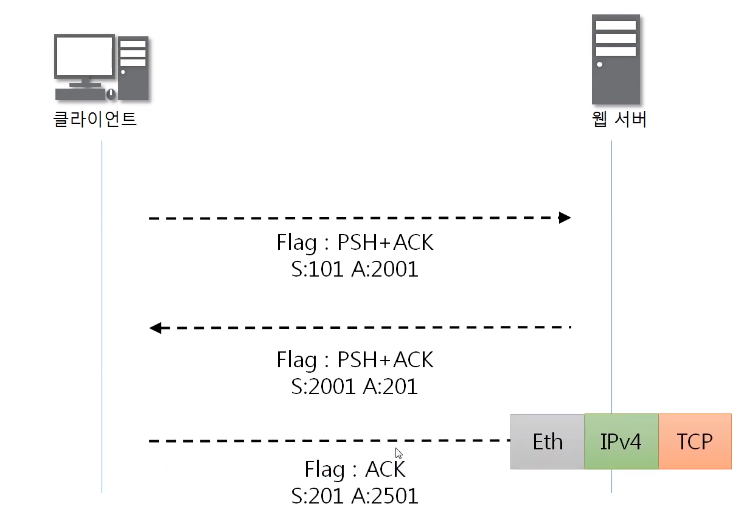 클라이언트
웹 서버
Flag : PSH+ACK
S:101 A:2001
Flag : PSH+ACK
S:2001 A:201
Eth IPv4 TCP
Flag : ACK
S:201 A:2501